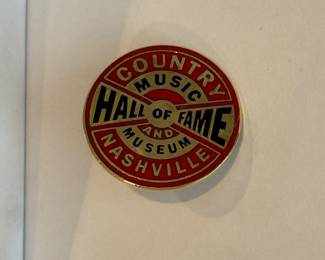 COUNTRY
MUSIC
HALL OF FAME
AND
MUSEUM
NASHVILLE